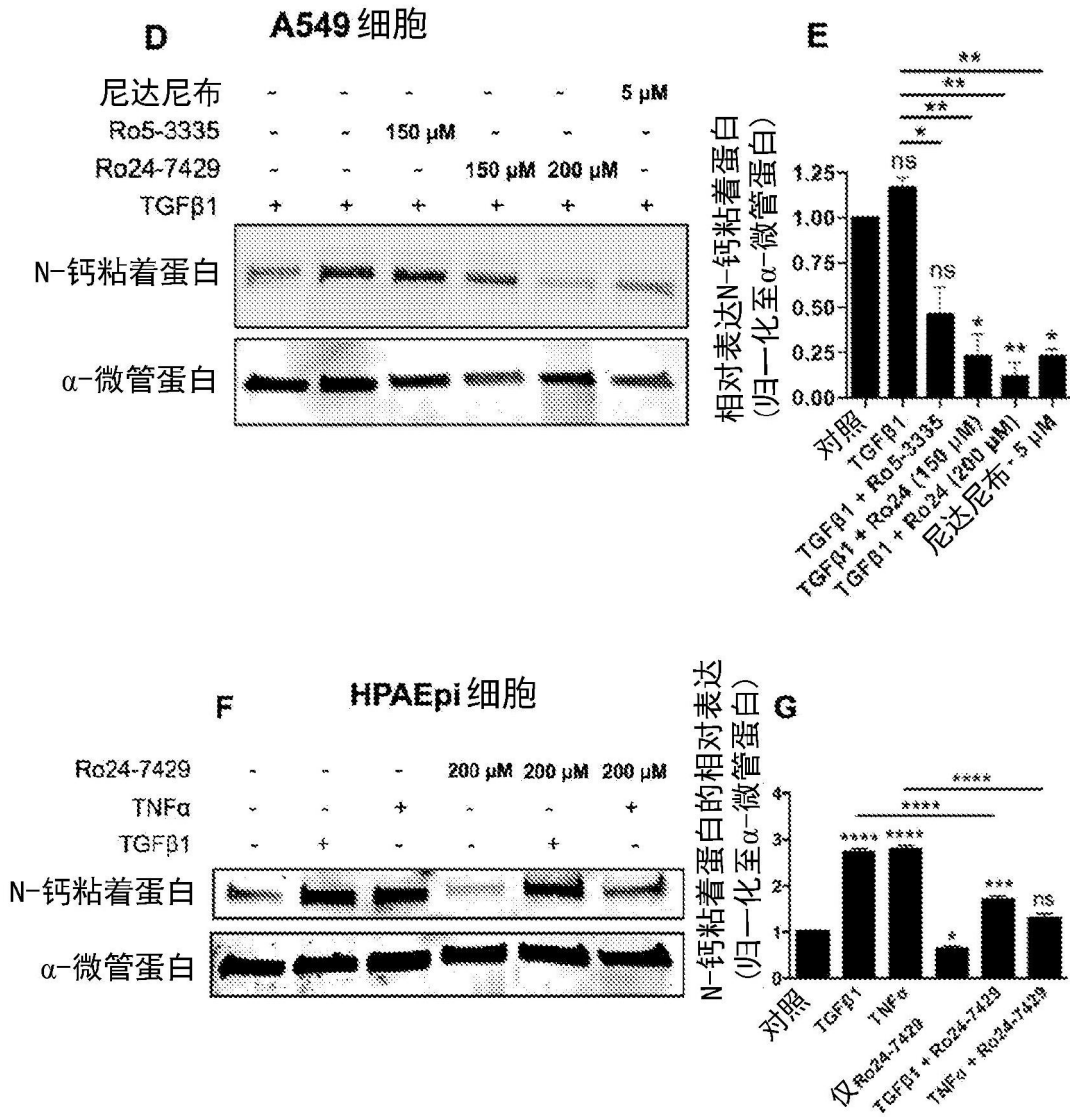 D A549 细胞
尼达尼布 - - - - - 5 μM
Ro5-3335 - - 150 μM - - -
Ro24-7429 - - - 150 μM 200 μM -
TGFβ1 + + + + + +
N-钙粘着蛋白
α-微管蛋白
E
相对表达N-钙粘着蛋白
(归一化至α-微管蛋白)
**
**
**
*
ns
ns
*
**
*
1.25
1.00
0.75
0.50
0.25
0.00
对照
TGFβ1
TGFβ1 + Ro5-3335
TGFβ1 + Ro24 (150 μM)
TGFβ1 + Ro24 (200 μM)
尼达尼布 - 5 μM
F HPAEpi 细胞
Ro24-7429 - - - 200 μM 200 μM 200 μM
TNFα - - + - - +
TGFβ1 - + - - + -
N-钙粘着蛋白
α-微管蛋白
G
N-钙粘着蛋白的相对表达
(归一化至α-微管蛋白)
****
****
**** ****
*
***
ns
4
3
2
1
0
对照
TGFβ1
TNFα
仅Ro24-7429
TGFβ1 + Ro24-7429
TNFα + Ro24-7429